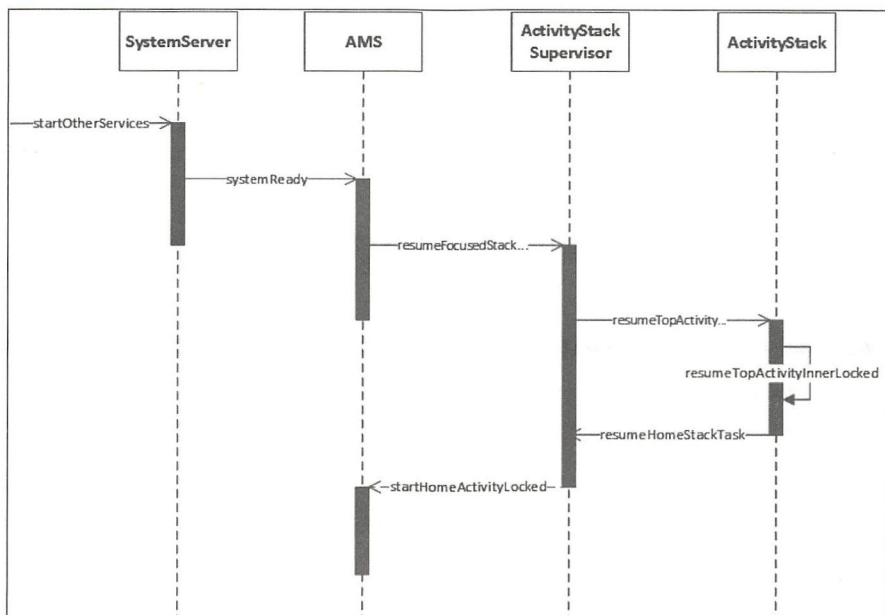 SystemServer
AMS
ActivityStack
Supervisor
ActivityStack
startOtherServices
systemReady
resumeFocusedStack...
resumeTopActivity...
resumeTopActivityInnerLocked
resumeHomeStackTask
startHomeActivityLocked